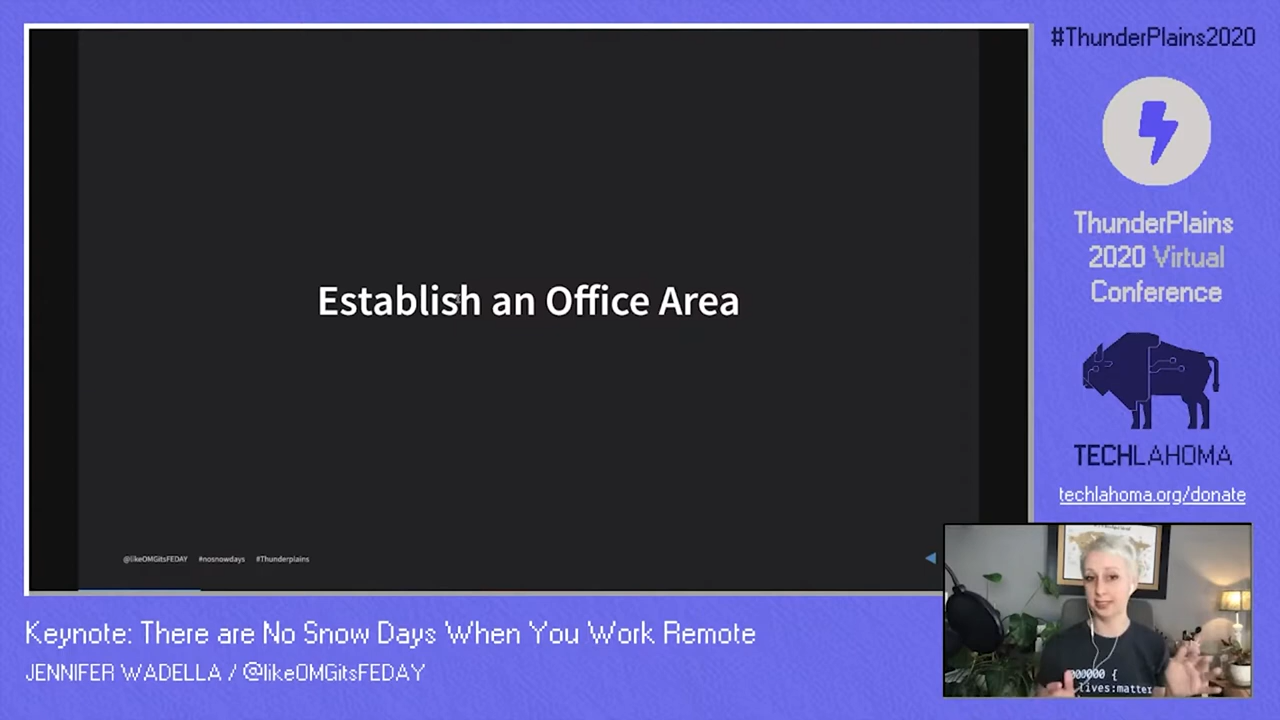 #ThunderPlains2020
ThunderPlains
2020 Virtual
Conference
TECHLAHOMA
techlahoma.org/donate
Establish an Office Area
@likeOMGitsFEDAY #nosnowdays #Thunderplains
000000 {
lives:matter
Keynote: There are No Snow Days When You Work Remote
JENNIFER WADELLA / @likeOMGitsFEDAY